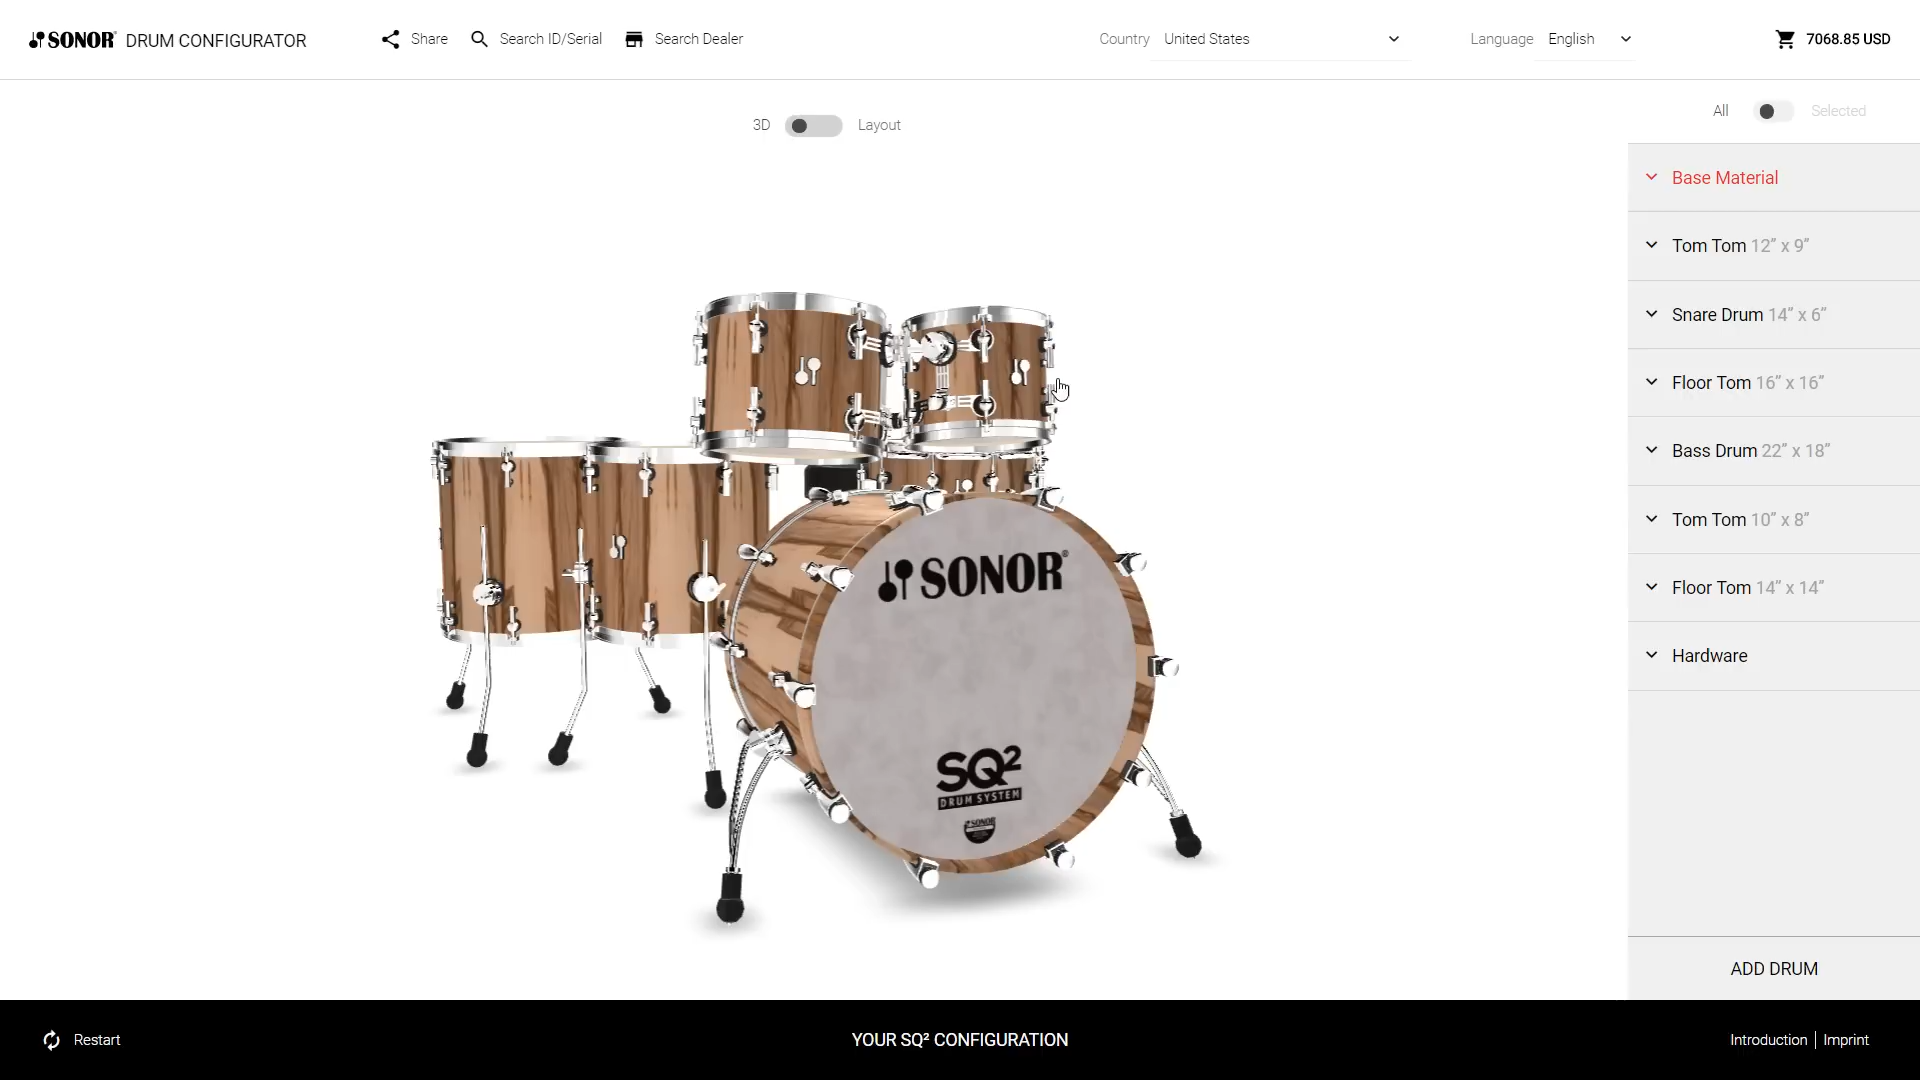 SONOR DRUM CONFIGURATOR
Share
Search ID/Serial
Search Dealer
Country United States
Language English
7068.85 USD
3D
Layout
All
Selected
Base Material
Tom Tom 12” x 9”
Snare Drum 14” x 6”
Floor Tom 16” x 16”
Bass Drum 22” x 18”
Tom Tom 10” x 8”
Floor Tom 14” x 14”
Hardware
SONOR®
SQ2
DRUM SYSTEM
SONOR
ADD DRUM
Restart
YOUR SQ² CONFIGURATION
Introduction | Imprint